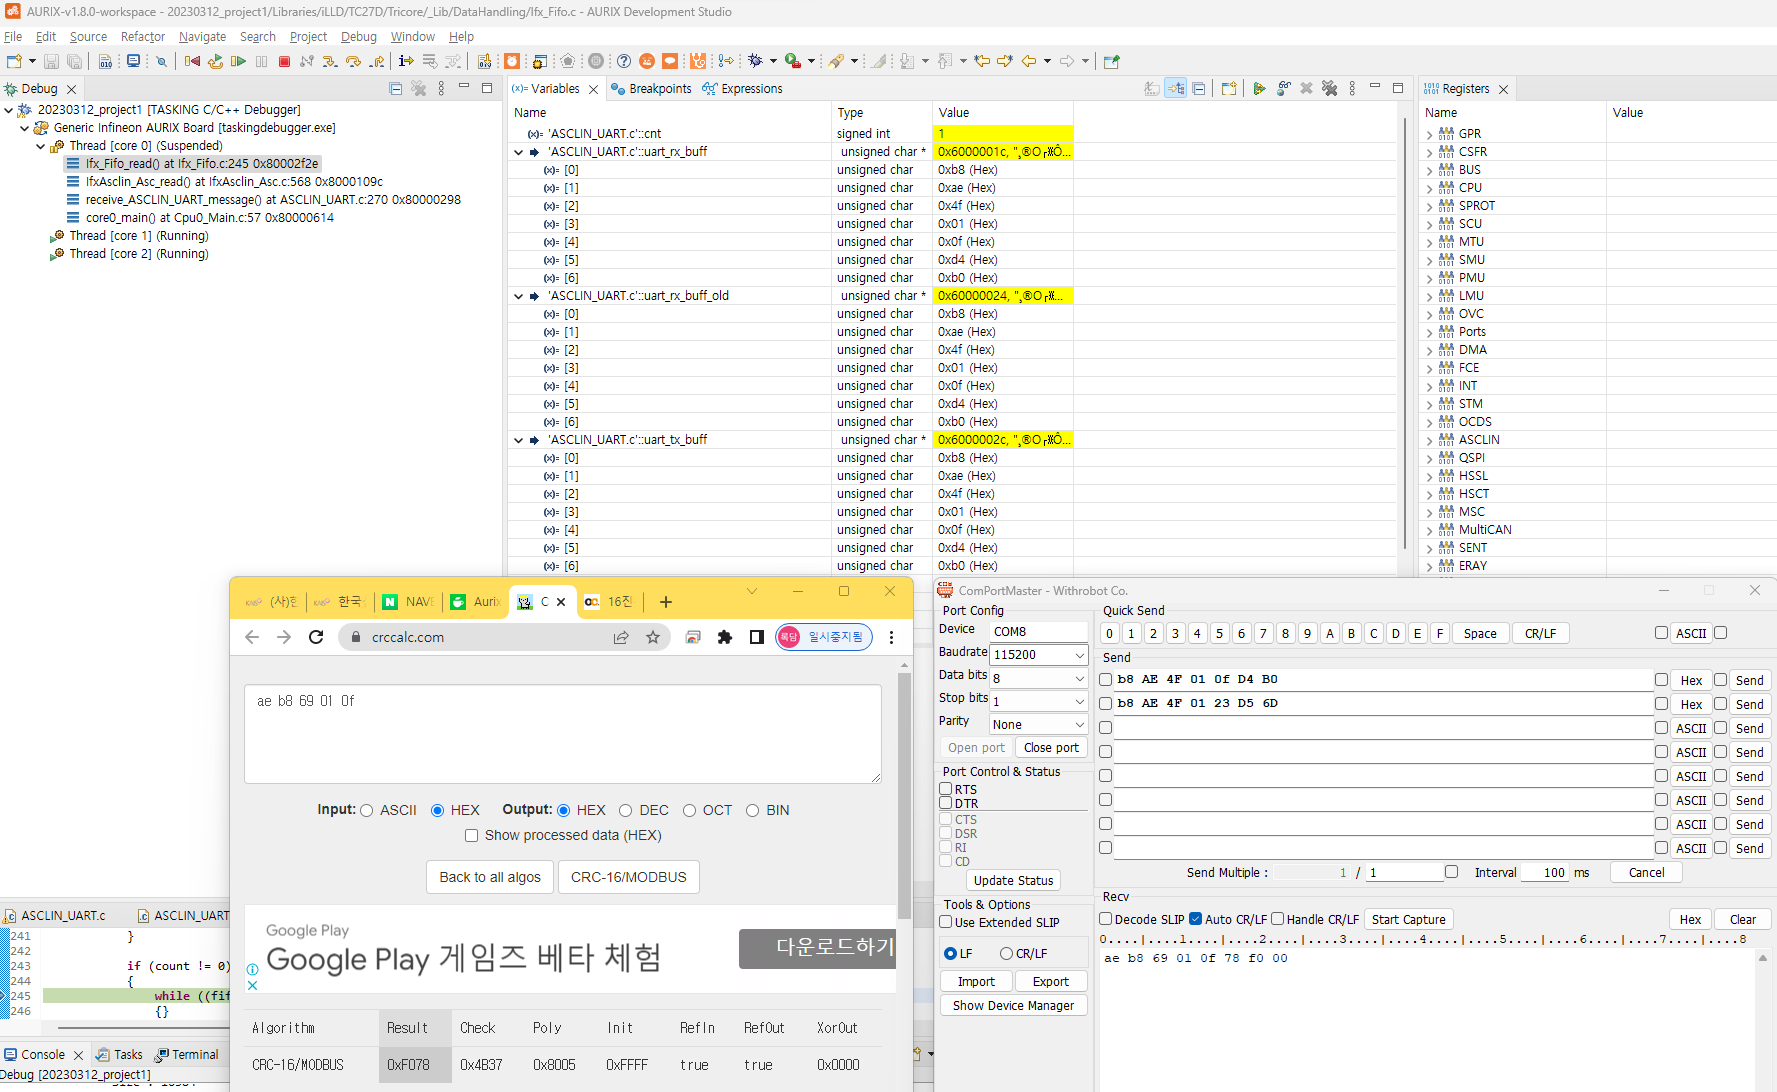 AURIX-v1.8.0-workspace - 20230312_project1/Libraries/iLLD/TC27D/Tricore/_Lib/DataHandling/Ifx_Fifo.c - AURIX Development Studio
File Edit Source Refactor Navigate Search Project Debug Window Help
Debug
20230312_project1 [TASKING C/C++ Debugger]
Generic Infineon AURIX Board [taskingdebugger.exe]
Thread [core 0] (Suspended)
Ifx_Fifo_read() at Ifx_Fifo.c:245 0x80002f2e
IfxAsclin_Asc_read() at IfxAsclin_Asc.c:568 0x8000109c
receive_ASCLIN_UART_message() at ASCLIN_UART.c:270 0x80000298
core0_main() at Cpu0_Main.c:57 0x80000614
Thread [core 1] (Running)
Thread [core 2] (Running)
(x)= Variables Breakpoints Expressions
Name Type Value
(x)= 'ASCLIN_UART.c'::cnt signed int 1
'ASCLIN_UART.c'::uart_rx_buff unsigned char * 0x6000001c,
(x)= [0] unsigned char 0xb8 (Hex)
(x)= [1] unsigned char 0xae (Hex)
(x)= [2] unsigned char 0x4f (Hex)
(x)= [3] unsigned char 0x01 (Hex)
(x)= [4] unsigned char 0x0f (Hex)
(x)= [5] unsigned char 0xd4 (Hex)
(x)= [6] unsigned char 0xb0 (Hex)
'ASCLIN_UART.c'::uart_rx_buff_old unsigned char * 0x60000024,
(x)= [0] unsigned char 0xb8 (Hex)
(x)= [1] unsigned char 0xae (Hex)
(x)= [2] unsigned char 0x4f (Hex)
(x)= [3] unsigned char 0x01 (Hex)
(x)= [4] unsigned char 0x0f (Hex)
(x)= [5] unsigned char 0xd4 (Hex)
(x)= [6] unsigned char 0xb0 (Hex)
'ASCLIN_UART.c'::uart_tx_buff unsigned char * 0x6000002c,
(x)= [0] unsigned char 0xb8 (Hex)
(x)= [1] unsigned char 0xae (Hex)
(x)= [2] unsigned char 0x4f (Hex)
(x)= [3] unsigned char 0x01 (Hex)
(x)= [4] unsigned char 0x0f (Hex)
(x)= [5] unsigned char 0xd4 (Hex)
(x)= [6] unsigned char 0xb0 (Hex)
Registers
Name Value
GPR
CSFR
BUS
CPU
SPROT
SCU
MTU
SMU
PMU
LMU
OVC
Ports
DMA
FCE
INT
STM
OCDS
ASCLIN
QSPI
HSSL
HSCT
MSC
MultiCAN
SENT
ERAY
(사)한 한국 NAVE Aurix C 16진
crccalc.com
록담 일시중지됨
ae b8 69 01 0f
Input: ASCII HEX Output: HEX DEC OCT BIN
Show processed data (HEX)
Back to all algos CRC-16/MODBUS
Google Play
Google Play 게임즈 베타 체험
다운로드하기
Algorithm Result Check Poly Init RefIn RefOut XorOut
CRC-16/MODBUS 0xF078 0x4B37 0x8005 0xFFFF true true 0x0000
ASCLIN_UART.c ASCLIN_UART
241 }
242
243 if (count != 0)
244 {
245 while ((fif
246 {}
Console Tasks Terminal
Debug [20230312_project1]
ComPortMaster - Withrobot Co.
Port Config
Device COM8
Baudrate 115200
Data bits 8
Stop bits 1
Parity None
Open port Close port
Port Control & Status
RTS
DTR
CTS
DSR
RI
CD
Update Status
Tools & Options
Use Extended SLIP
LF CR/LF
Import Export
Show Device Manager
Quick Send
0 1 2 3 4 5 6 7 8 9 A B C D E F Space CR/LF ASCII
Send
b8 AE 4F 01 0f D4 B0 Hex Send
b8 AE 4F 01 23 D5 6D Hex Send
ASCII Send
ASCII Send
ASCII Send
ASCII Send
ASCII Send
ASCII Send
Send Multiple : 1 / 1 Interval 100 ms Cancel
Recv
Decode SLIP Auto CR/LF Handle CR/LF Start Capture Hex Clear
0....|....1....|....2....|....3....|....4....|....5....|....6....|....7....|....8
ae b8 69 01 0f 78 f0 00